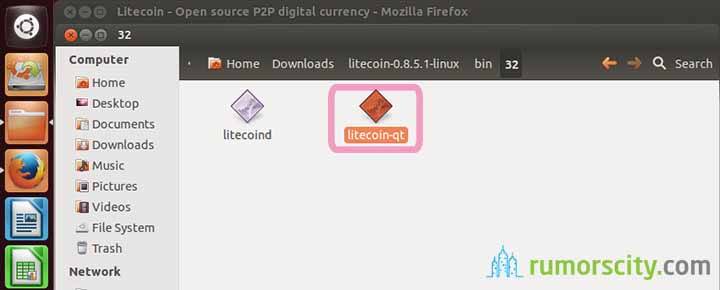 Litecoin - Open source P2P digital currency - Mozilla Firefox
32
Computer
Home
Desktop
Documents
Downloads
Music
Pictures
Videos
File System
Trash
Network
Home Downloads litecoin-0.8.5.1-linux bin 32 Search
litecoind litecoin-qt
rumorscity.com